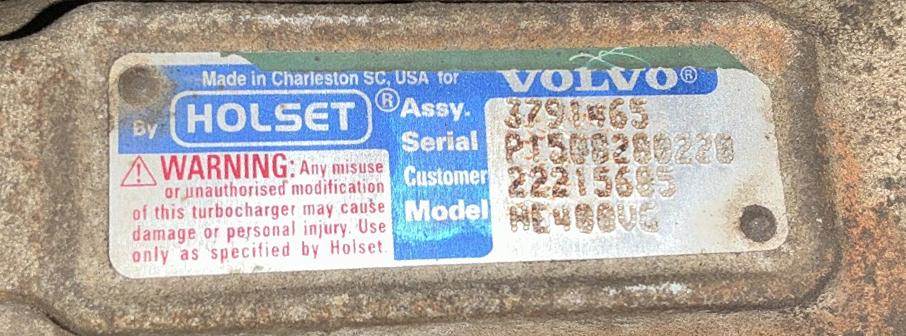 Made in Charleston SC, USA for VOLVO®
By HOLSET®
Assy. 3791465
Serial
Customer 22215685
Model HE400VG
WARNING: Any misuse
or unauthorised modification
of this turbocharger may cause
damage or personal injury. Use
only as specified by Holset.